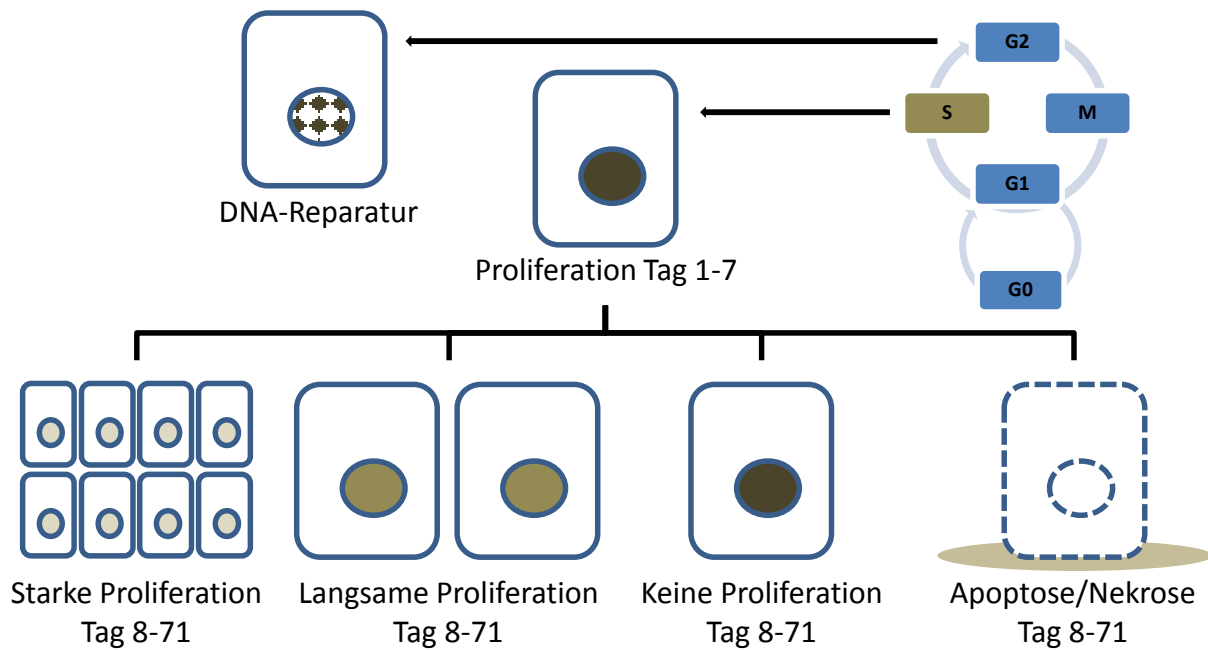 G2
S
M
G1
G0
DNA-Reparatur
Proliferation Tag 1-7
Starke Proliferation
Tag 8-71
Langsame Proliferation
Tag 8-71
Keine Proliferation
Tag 8-71
Apoptose/Nekrose
Tag 8-71